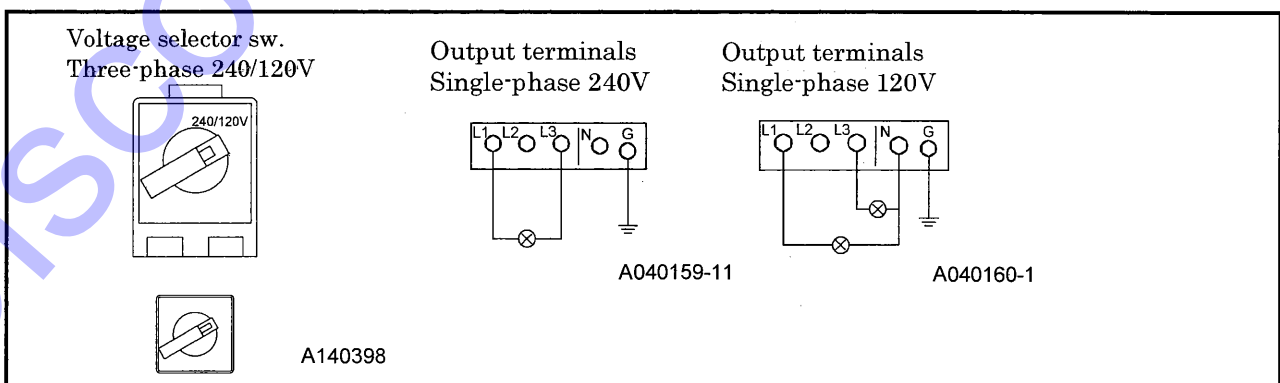 Voltage selector sw.
Three-phase 240/120V
240/120V
Output terminals
Single-phase 240V
L1 L2 L3 N G
A040159-11
Output terminals
Single-phase 120V
L1 L2 L3 N G
A040160-1
A140398